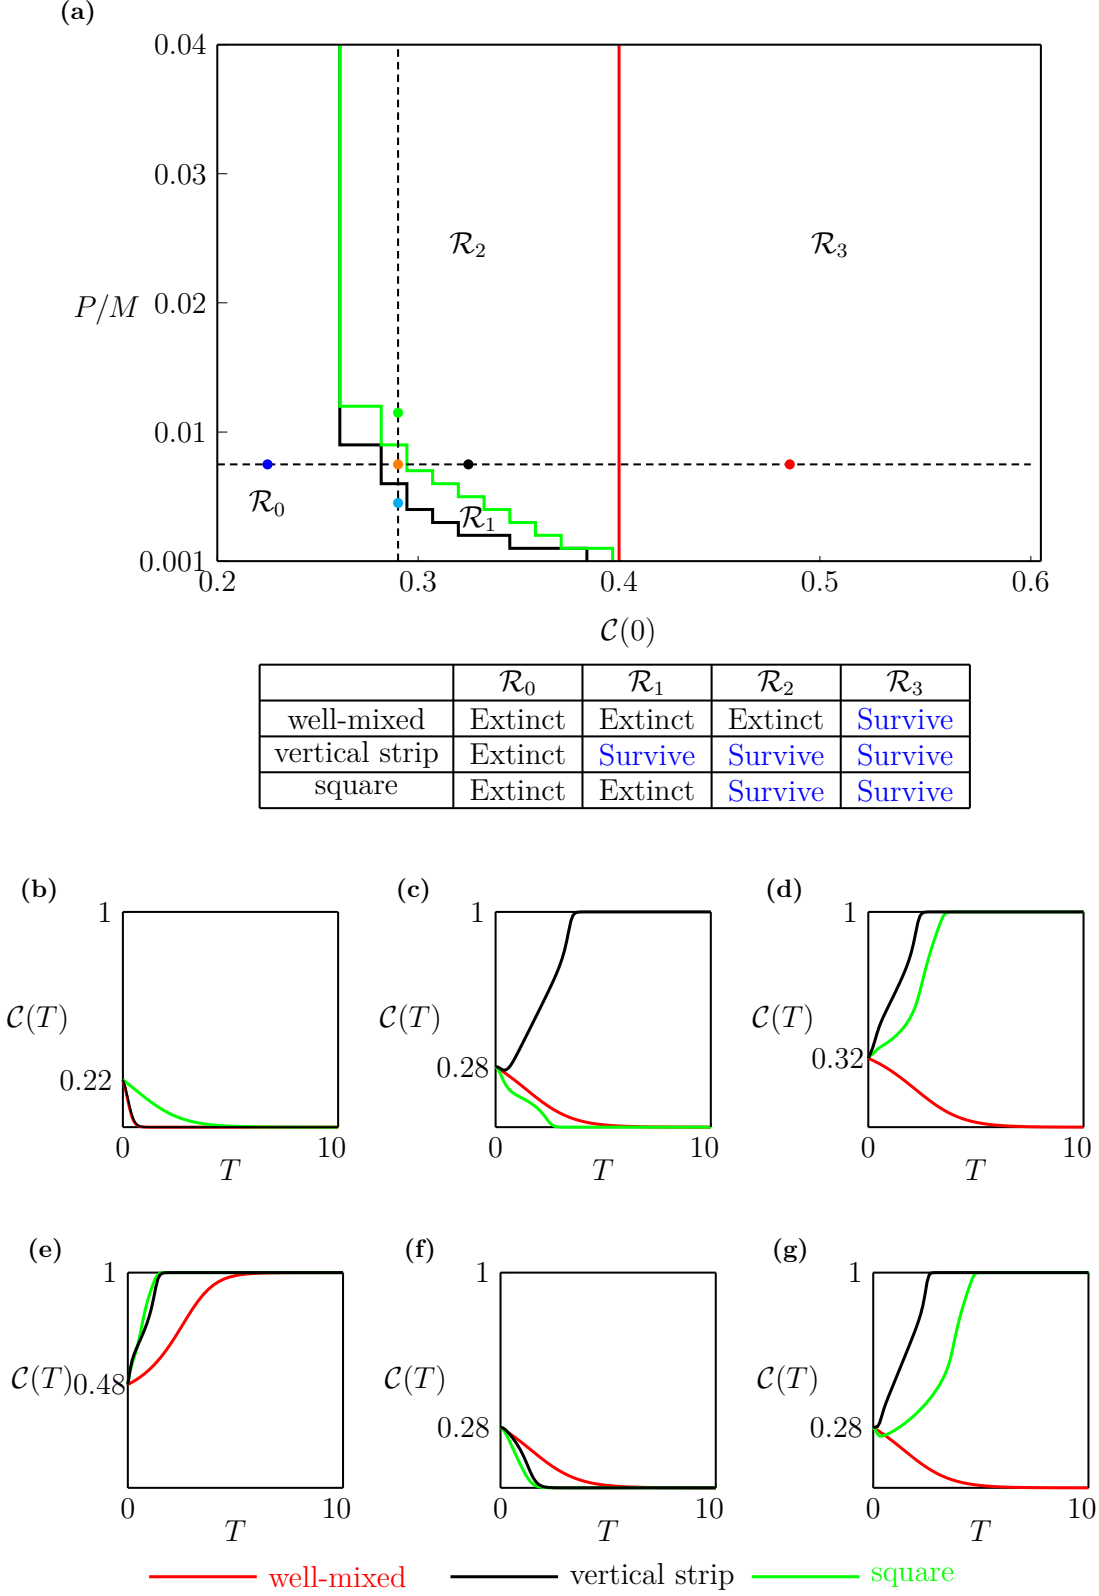 (a)
0.04
0.03
P/M 0.02
0.01
0.001
ℛ₂ ℛ₃
ℛ₀ ℛ₁
0.2 0.3 0.4 0.5 0.6
𝒞(0)
ℛ₀ ℛ₁ ℛ₂ ℛ₃
well-mixed Extinct Extinct Extinct Survive
vertical strip Extinct Survive Survive Survive
square Extinct Extinct Survive Survive
(b) (c) (d)
1 1 1
𝒞(T) 𝒞(T) 𝒞(T)
0.22 0.28 0.32
0 10 0 10 0 10
T T T
(e) (f) (g)
1 1 1
𝒞(T) 𝒞(T) 𝒞(T)
0.48 0.28 0.28
0 10 0 10 0 10
T T T
well-mixed vertical strip square